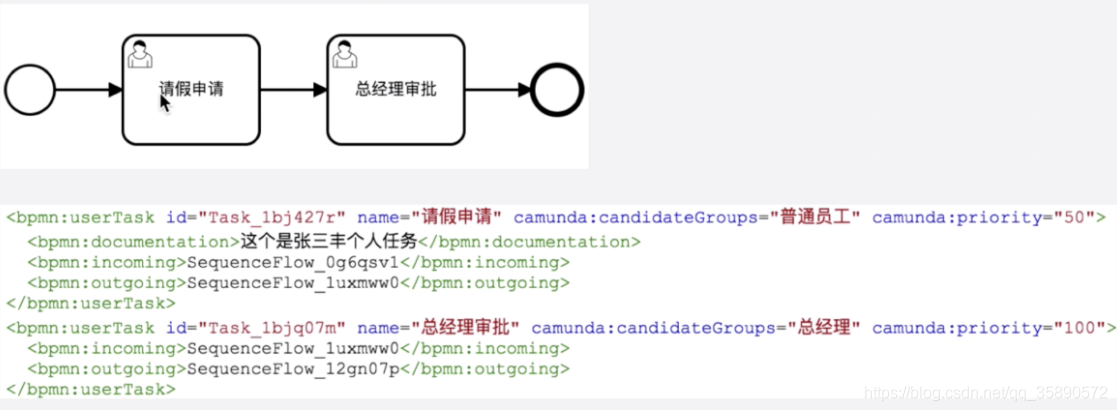 请假申请
总经理审批
<bpmn:userTask id="Task_1bj427r" name="请假申请" camunda:candidateGroups="普通员工" camunda:priority="50">
<bpmn:documentation>这个是张三丰个人任务</bpmn:documentation>
<bpmn:incoming>SequenceFlow_0g6qsv1</bpmn:incoming>
<bpmn:outgoing>SequenceFlow_1uxmww0</bpmn:outgoing>
</bpmn:userTask>
<bpmn:userTask id="Task_1bjq07m" name="总经理审批" camunda:candidateGroups="总经理" camunda:priority="100">
<bpmn:incoming>SequenceFlow_1uxmww0</bpmn:incoming>
<bpmn:outgoing>SequenceFlow_12gn07p</bpmn:outgoing>
</bpmn:userTask>
https://blog.csdn.net/qq_35890572